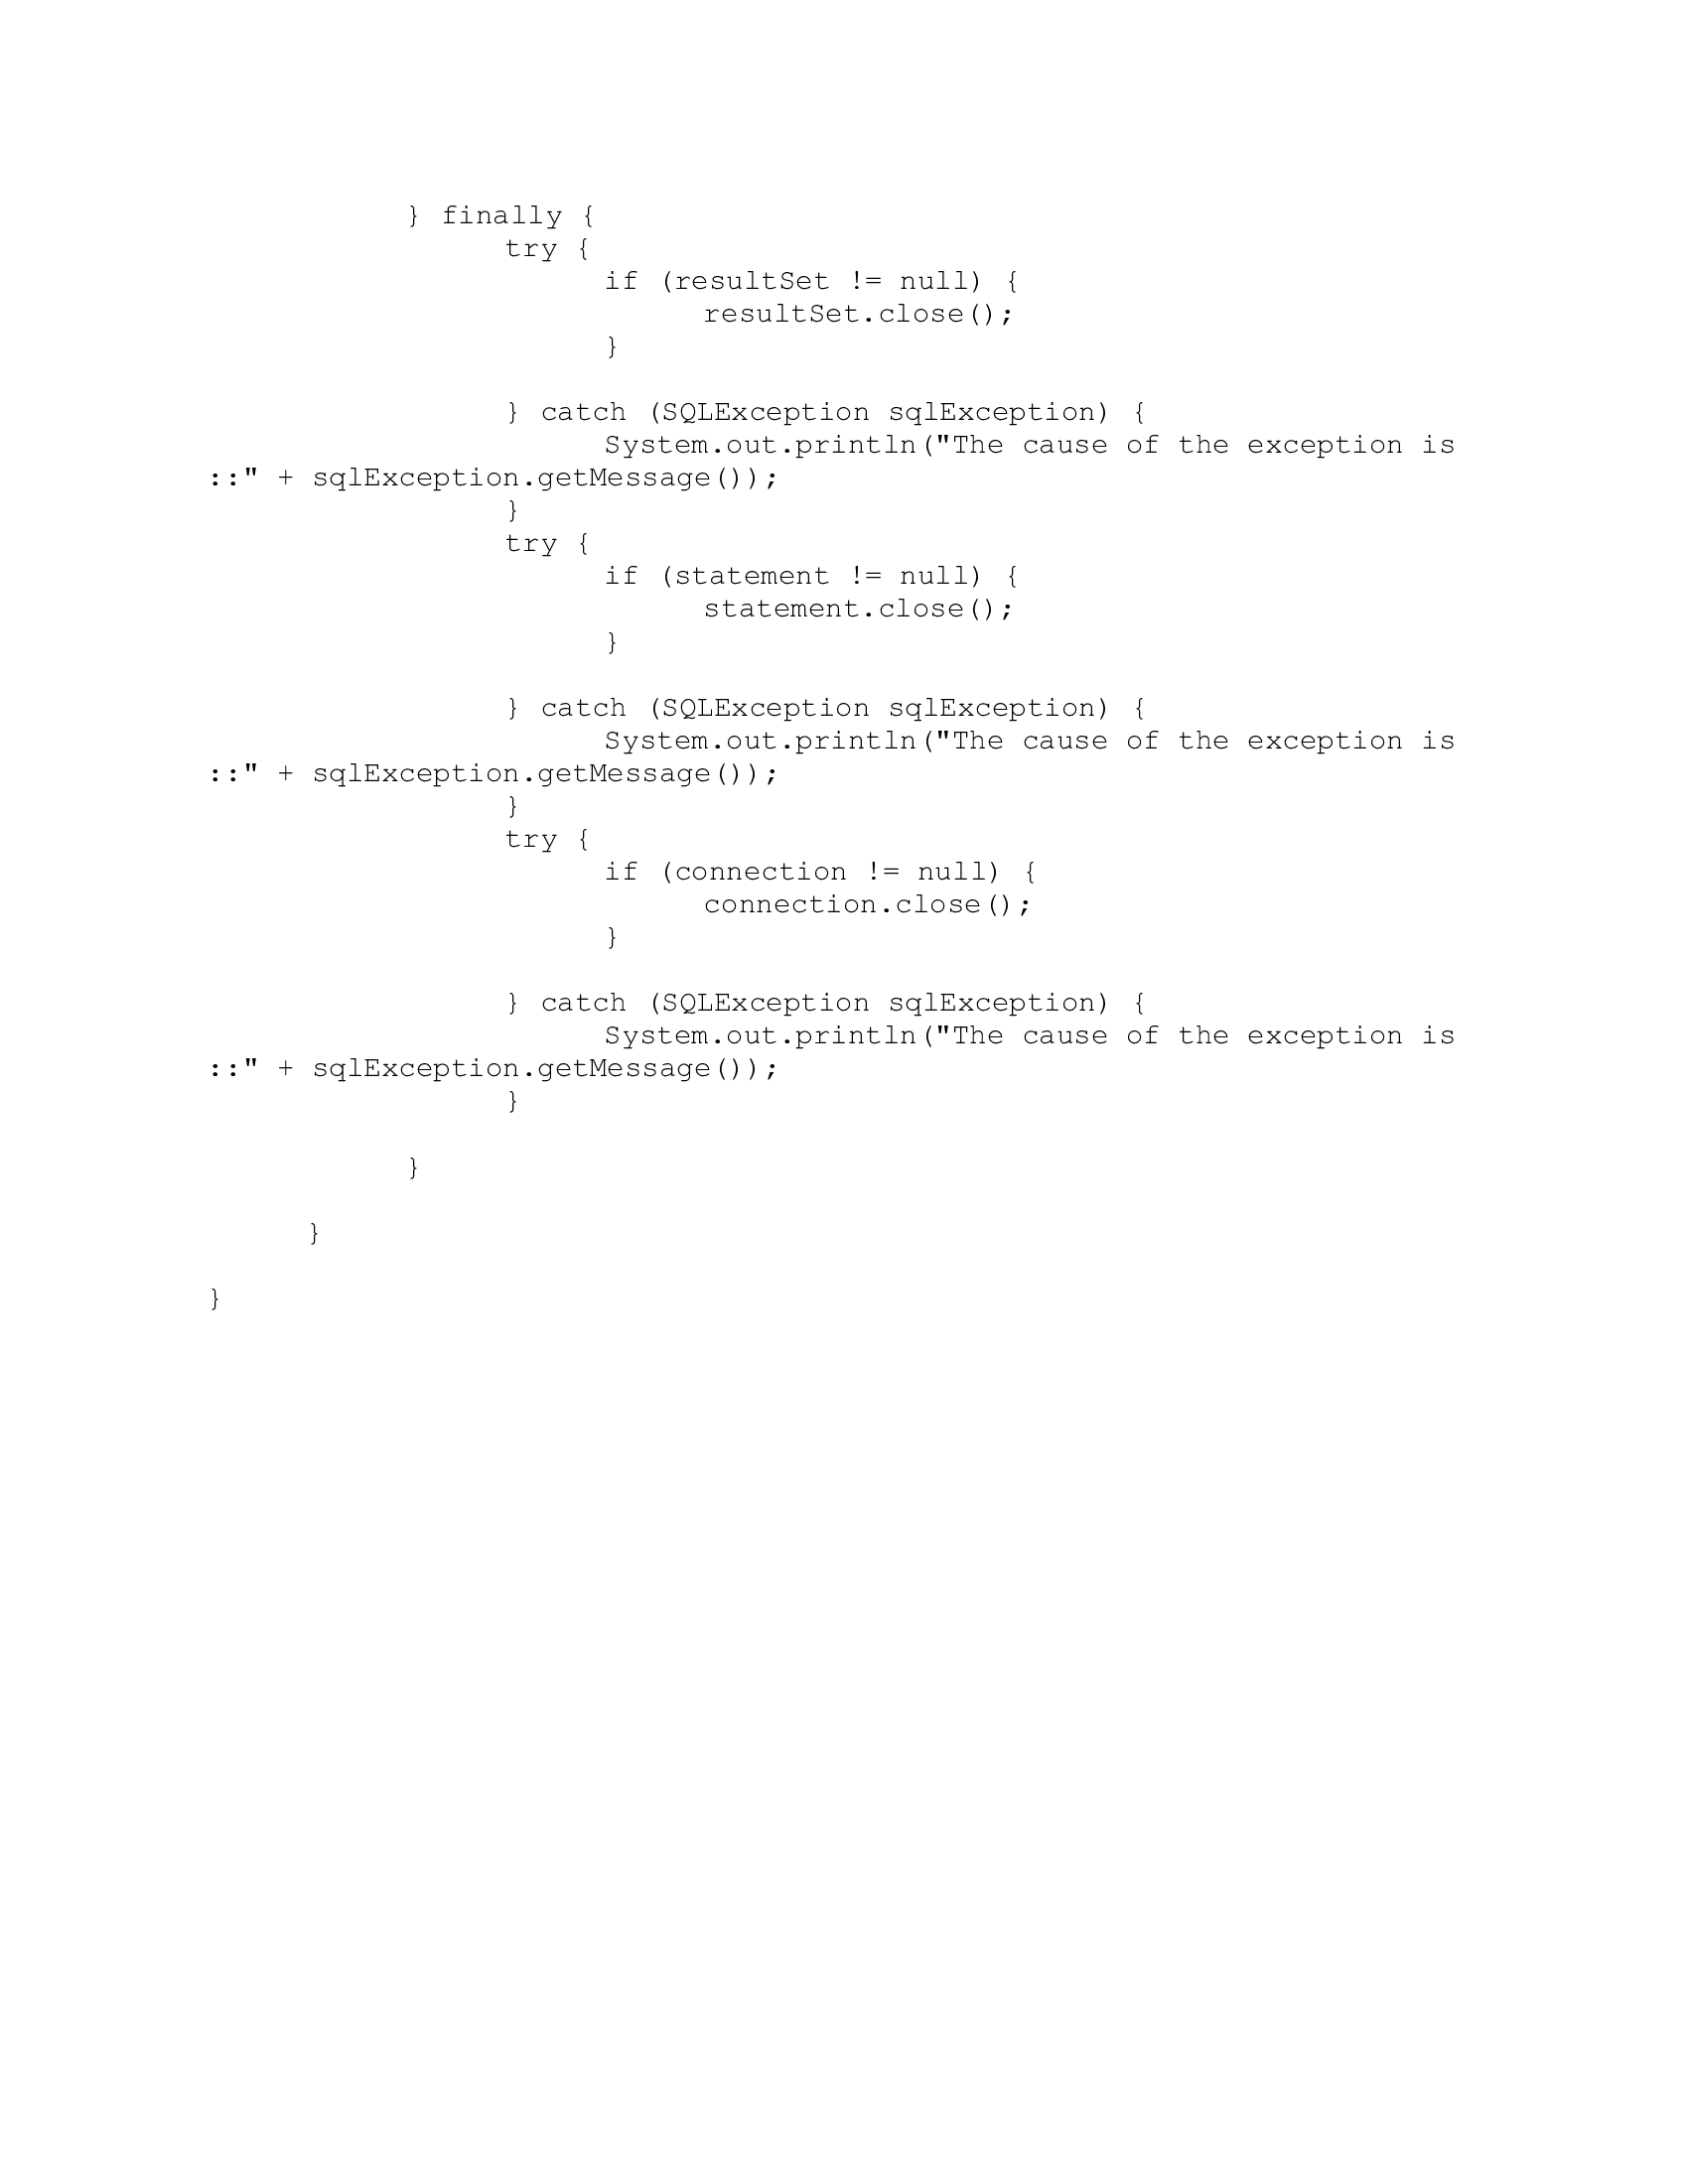 } finally {
try {
if (resultSet != null) {
resultSet.close();
}
} catch (SQLException sqlException) {
System.out.println("The cause of the exception is
::" + sqlException.getMessage());
}
try {
if (statement != null) {
statement.close();
}
} catch (SQLException sqlException) {
System.out.println("The cause of the exception is
::" + sqlException.getMessage());
}
try {
if (connection != null) {
connection.close();
}
} catch (SQLException sqlException) {
System.out.println("The cause of the exception is
::" + sqlException.getMessage());
}
}
}
}